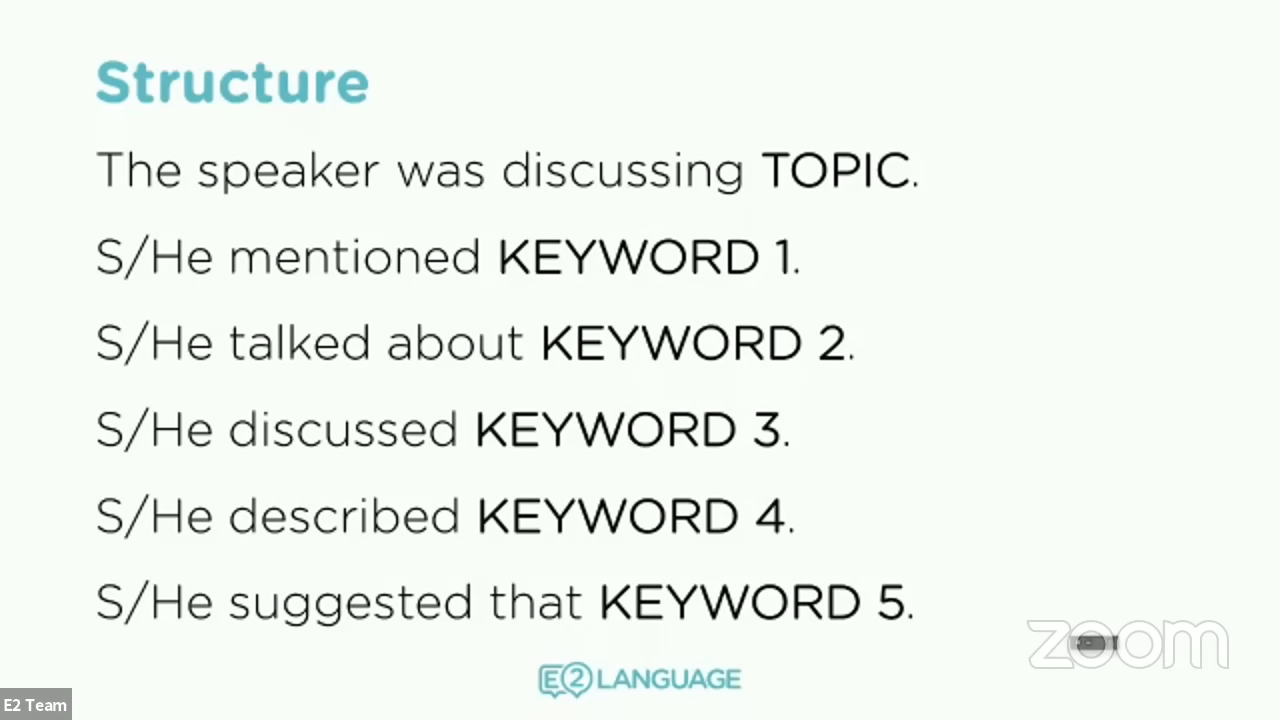 Structure
The speaker was discussing TOPIC.
S/He mentioned KEYWORD 1.
S/He talked about KEYWORD 2.
S/He discussed KEYWORD 3.
S/He described KEYWORD 4.
S/He suggested that KEYWORD 5.
zoom
E2 LANGUAGE
E2 Team